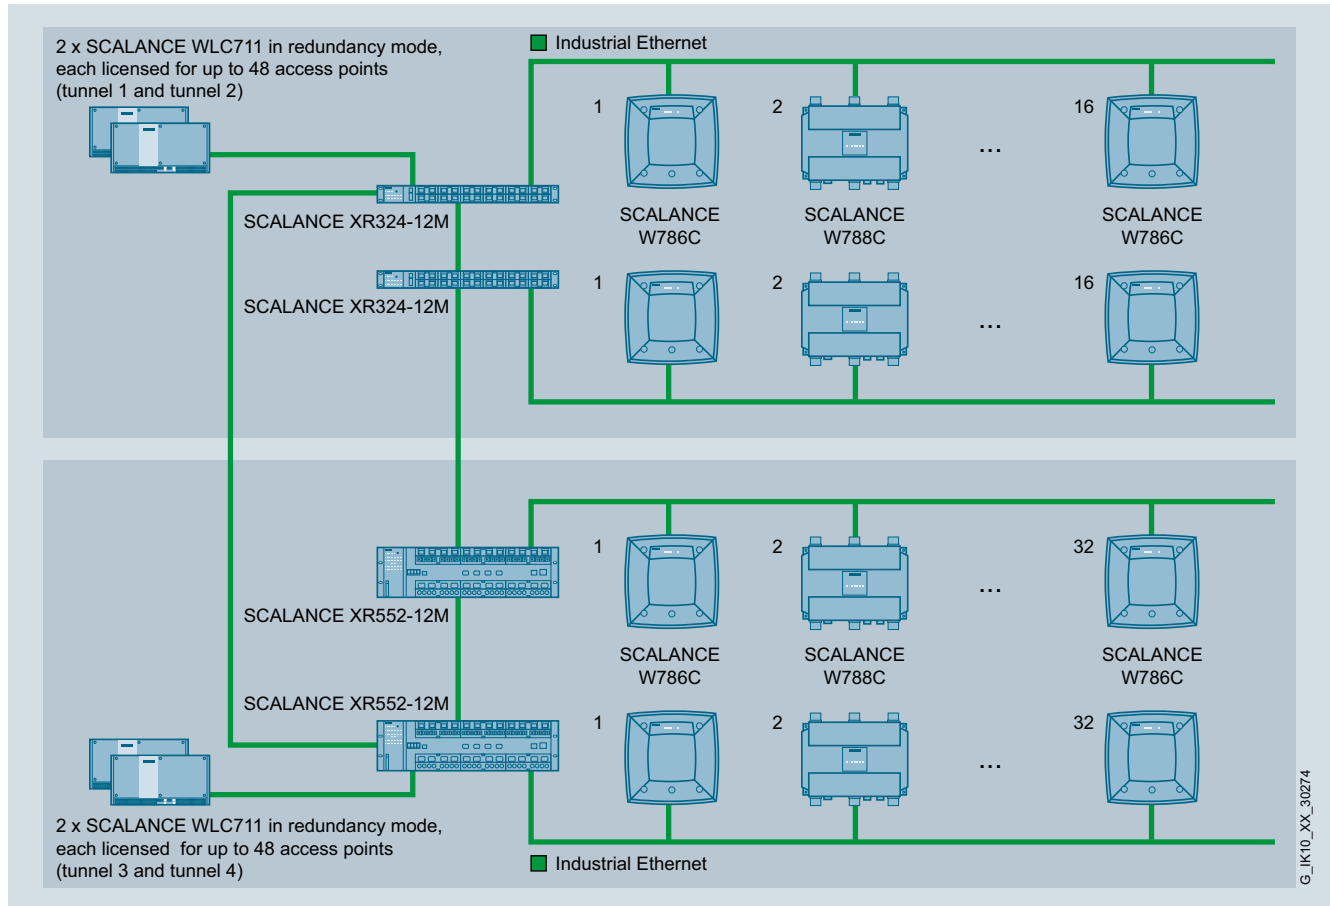 2 x SCALANCE WLC711 in redundancy mode,
each licensed for up to 48 access points
(tunnel 1 and tunnel 2)
Industrial Ethernet
1
2
16
...
SCALANCE XR324-12M
SCALANCE
W786C
SCALANCE
W788C
SCALANCE
W786C
SCALANCE XR324-12M
1
2
16
...
1
2
32
...
SCALANCE XR552-12M
SCALANCE
W786C
SCALANCE
W788C
SCALANCE
W786C
SCALANCE XR552-12M
1
2
32
...
2 x SCALANCE WLC711 in redundancy mode,
each licensed for up to 48 access points
(tunnel 3 and tunnel 4)
Industrial Ethernet
G_IK10_XX_30274